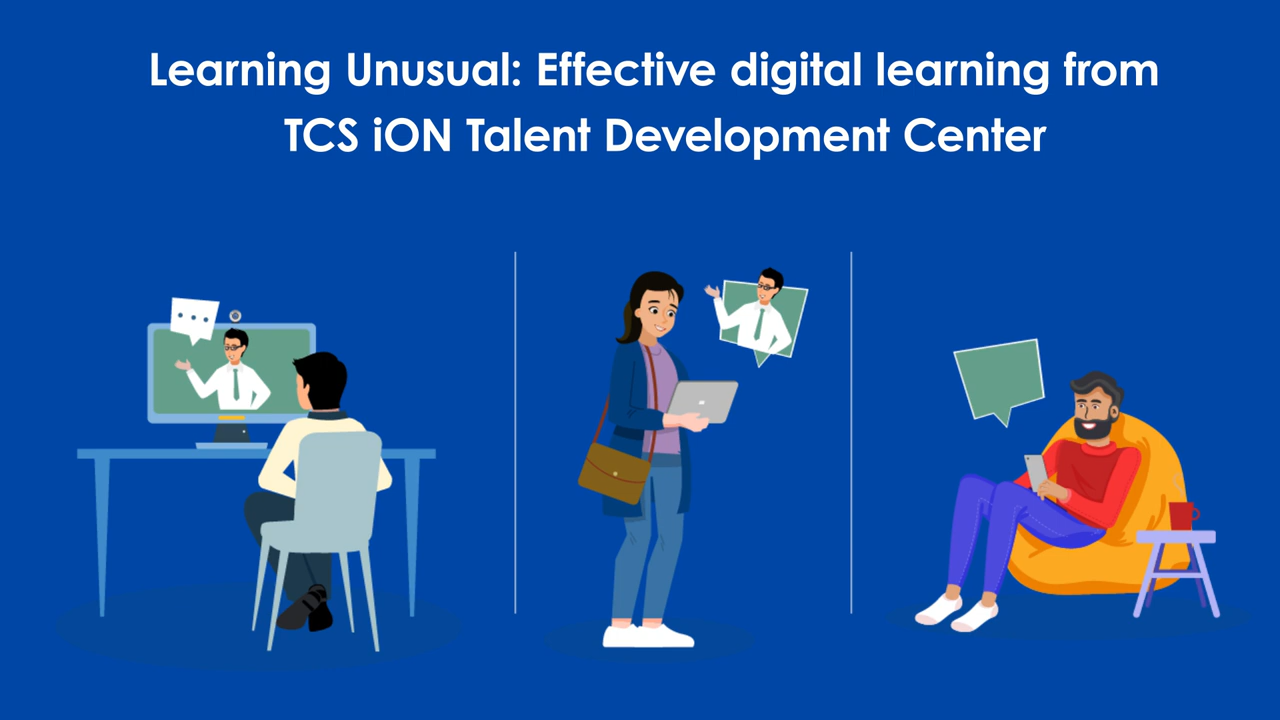 Learning Unusual: Effective digital learning from
TCS iON Talent Development Center